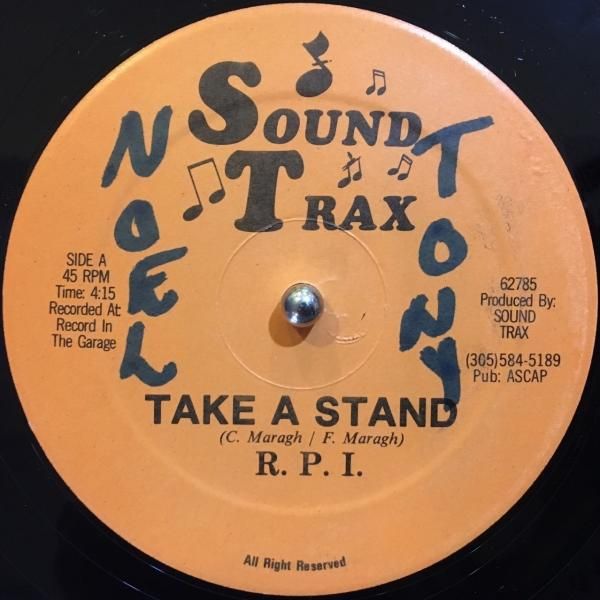 SOUND
TRAX
NOEL
TONY
SIDE A
45 RPM
Time: 4:15
Recorded At:
Record In
The Garage
62785
Produced By:
SOUND
TRAX
(305)584-5189
Pub: ASCAP
TAKE A STAND
(C. Maragh / F. Maragh)
R. P. I.
All Right Reserved